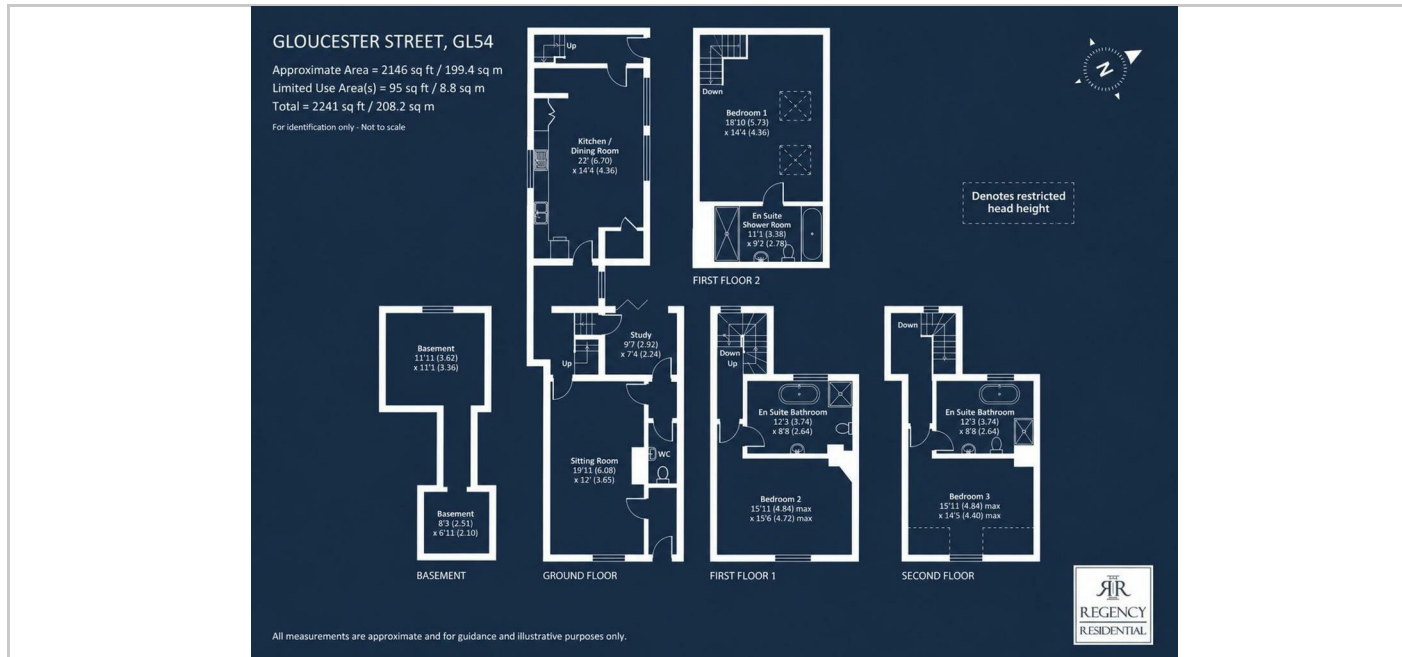 GLOUCESTER STREET, GL54
Approximate Area = 2146 sq ft / 199.4 sq m
Limited Use Area(s) = 95 sq ft / 8.8 sq m
Total = 2241 sq ft / 208.2 sq m
For identification only - Not to scale
Up
Kitchen /
Dining Room
22' (6.70)
x 14'4 (4.36)
Down
Bedroom 1
18'10 (5.73)
x 14'4 (4.36)
En Suite
Shower Room
11'1 (3.38)
x 9'2 (2.78)
FIRST FLOOR 2
N
Denotes restricted
head height
Basement
11'11 (3.62)
x 11'1 (3.36)
Basement
8'3 (2.51)
x 6'11 (2.10)
BASEMENT
Study
9'7 (2.92)
x 7'4 (2.24)
Up
Sitting Room
19'11 (6.08)
x 12' (3.65)
WC
GROUND FLOOR
Down
Up
En Suite Bathroom
12'3 (3.74)
x 8'8 (2.64)
Bedroom 2
15'11 (4.84) max
x 15'6 (4.72) max
FIRST FLOOR 1
Down
En Suite Bathroom
12'3 (3.74)
x 8'8 (2.64)
Bedroom 3
15'11 (4.84) max
x 14'5 (4.40) max
SECOND FLOOR
RR
REGENCY
RESIDENTIAL
All measurements are approximate and for guidance and illustrative purposes only.